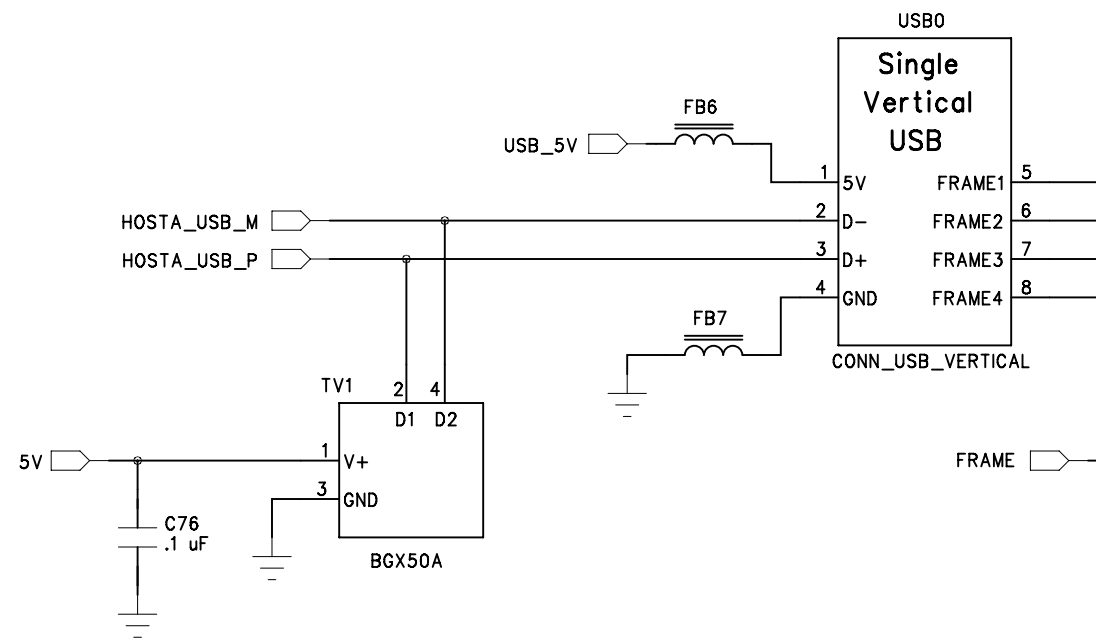 USB0
Single
Vertical
USB
FB6
USB_5V
1
5V
FRAME1
5
HOSTA_USB_M
2
D-
FRAME2
6
HOSTA_USB_P
3
D+
FRAME3
7
4
GND
FRAME4
8
FB7
CONN_USB_VERTICAL
TV1
2
4
D1
D2
5V
1
V+
FRAME
3
GND
C76
.1 uF
BGX50A